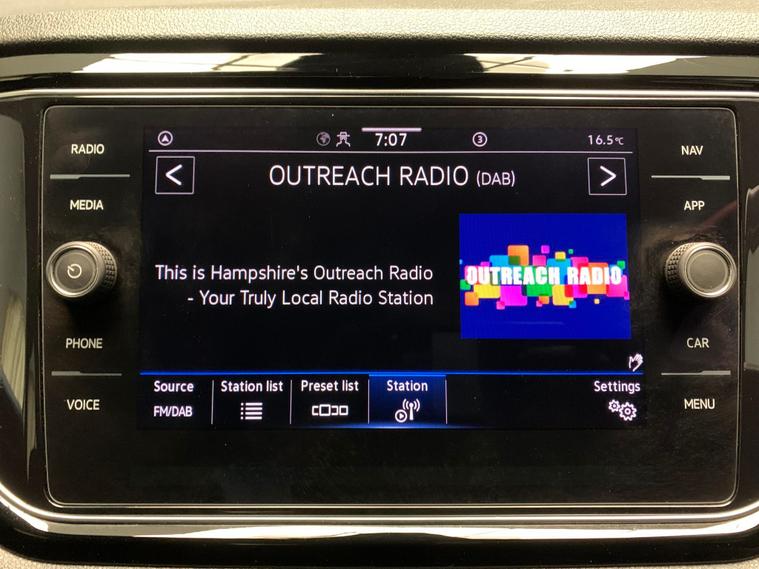 RADIO
MEDIA
PHONE
VOICE
7:07
3
16.5°C
OUTREACH RADIO (DAB)
This is Hampshire's Outreach Radio
- Your Truly Local Radio Station
OUTREACH RADIO
Source
FM/DAB
Station list
Preset list
Station
Settings
NAV
APP
CAR
MENU